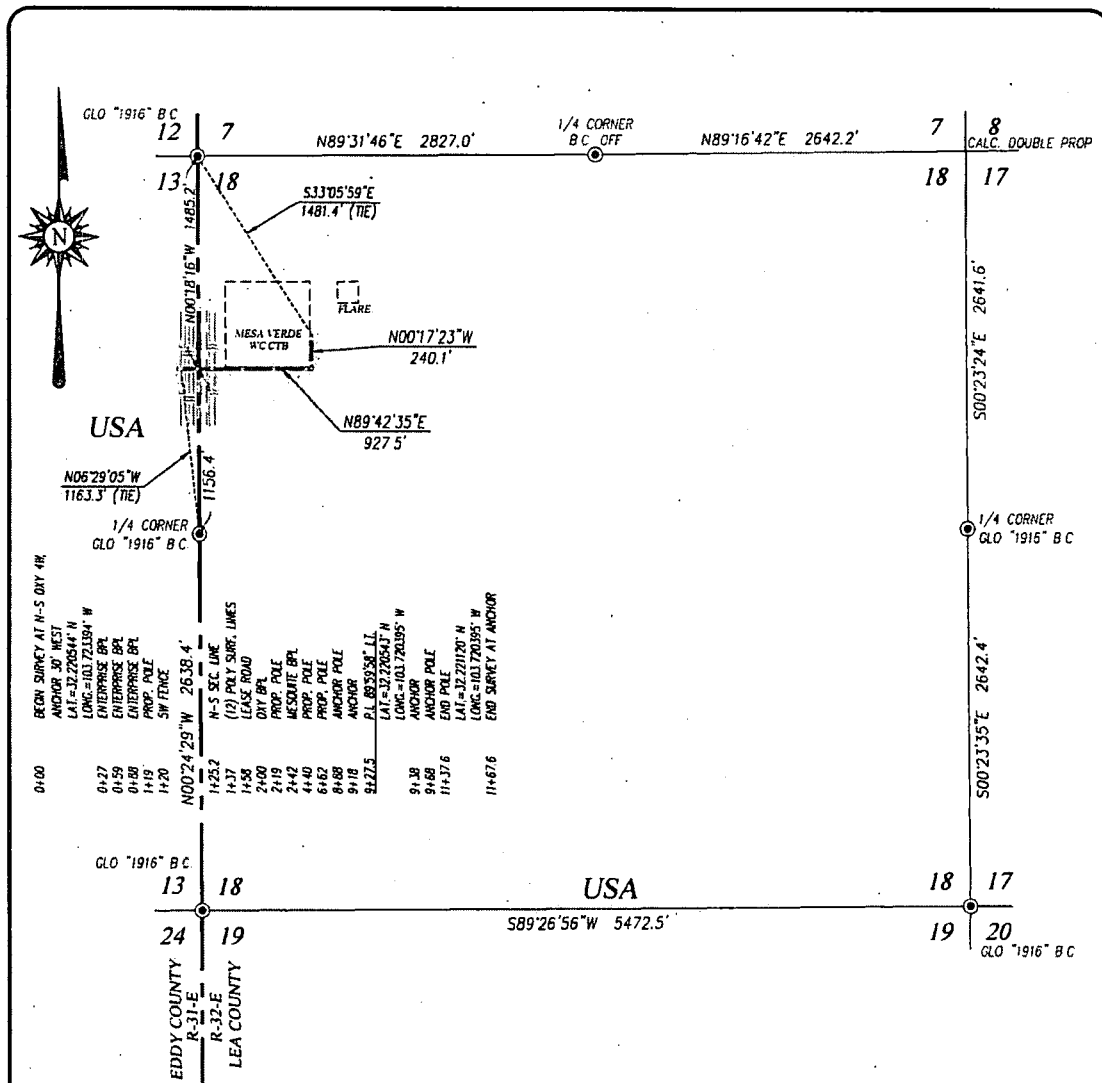 GLO "1916" B C
12 7
N89°31'46"E 2827.0'
1/4 CORNER
B C OFF
N89°16'42"E 2642.2'
7 8
CALC. DOUBLE PROP
13 18
18 17
S33°05'59"E
1481.4' (TIE)
N00°18'16"W 1485.2'
N
FLARE
MESA VERDE
WC CTB
N00°17'23"W
240.1'
S00°23'24"E 2641.6'
N89°42'35"E
927 5'
USA
N06°29'05"W
1163.3' (TIE)
1156.4'
1/4 CORNER
GLO "1916" B C.
1/4 CORNER
GLO "1916" B C
0+00 BEGIN SURVEY AT N-S OXY 4W,
ANCHOR 30' WEST
LAT.=32.220544' N
LONG.=103.723394' W
0+27 ENTERPRISE BPL
0+59 ENTERPRISE BPL
0+88 ENTERPRISE BPL
1+19 PROP. POLE
1+20 5W FENCE
N00°24'29"W 2638.4'
1+25.2 N-S SEC. LINE
1+37 (12) POLY SURF. LINES
1+58 LEASE ROAD
2+00 OXY BPL
2+19 PROP. POLE
2+42 MESQUITE BPL
4+40 PROP. POLE
6+62 PROP. POLE
8+88 ANCHOR POLE
9+18 ANCHOR
9+27.5 P.I. 89°59'58" LT.
LAT.=32.220543' N
LONG.=103.720395' W
9+38 ANCHOR
9+68 ANCHOR POLE
11+37.6 END POLE
LAT.=32.221120' N
LONG.=103.720395' W
11+67.6 END SURVEY AT ANCHOR
S00°23'35"E 2642.4'
GLO "1916" B C.
13 18
USA
18 17
S89°26'56"W 5472.5'
24 19
19 20
GLO "1916" B C
EDDY COUNTY
R-31-E
R-32-E
LEA COUNTY